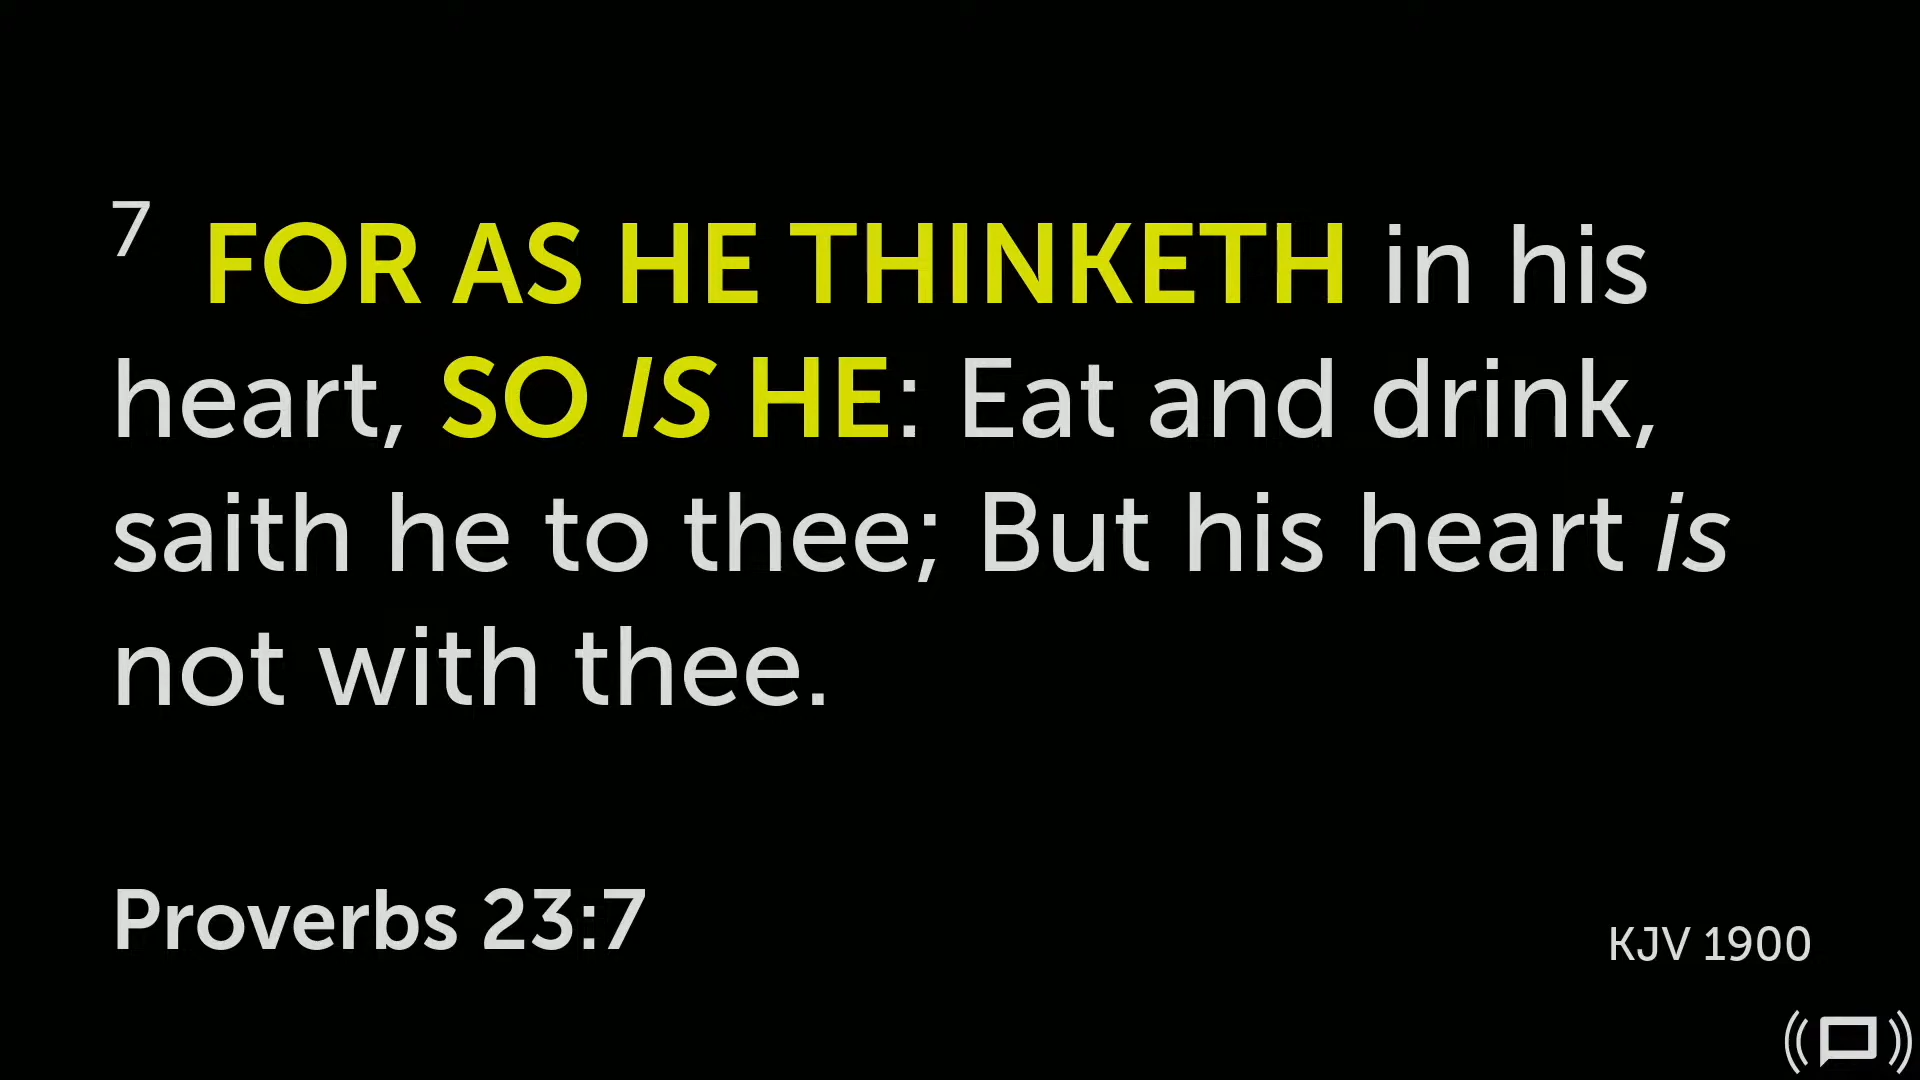 7 FOR AS HE THINKETH in his
heart, SO IS HE: Eat and drink,
saith he to thee; But his heart is
not with thee.
Proverbs 23:7
KJV 1900